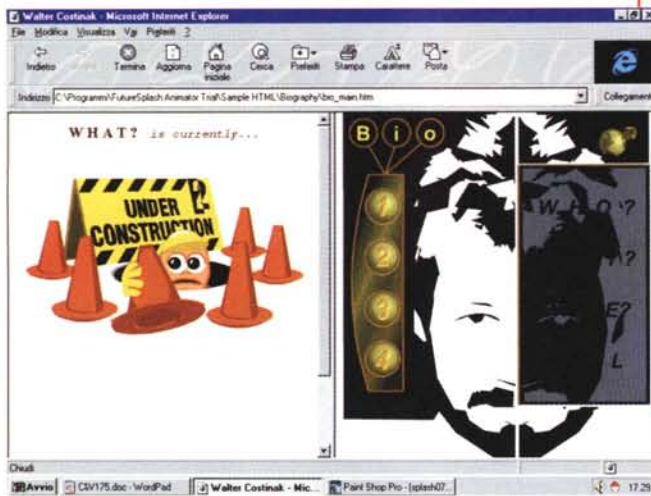 Walter Costinak - Microsoft Internet Explorer
File Modifica Visualizza Vai Preferiti ?
Indietro Termina Aggiorna Pagina iniziale Cerca Preferiti Stampa Carattere Posta
Indirizzo C:\Programmi\FutureSplash Animator Trial\Sample HTML\Biography\bio_main.htm Collegamenti
WHAT? is currently...
UNDER
CONSTRUCTION
B i o
1
2
3
4
W H O ?
?
E?
L
Chiudi
Avvio C&V175.doc - WordPad Walter Costinak - Mic... Paint Shop Pro - [splash07... 17.29